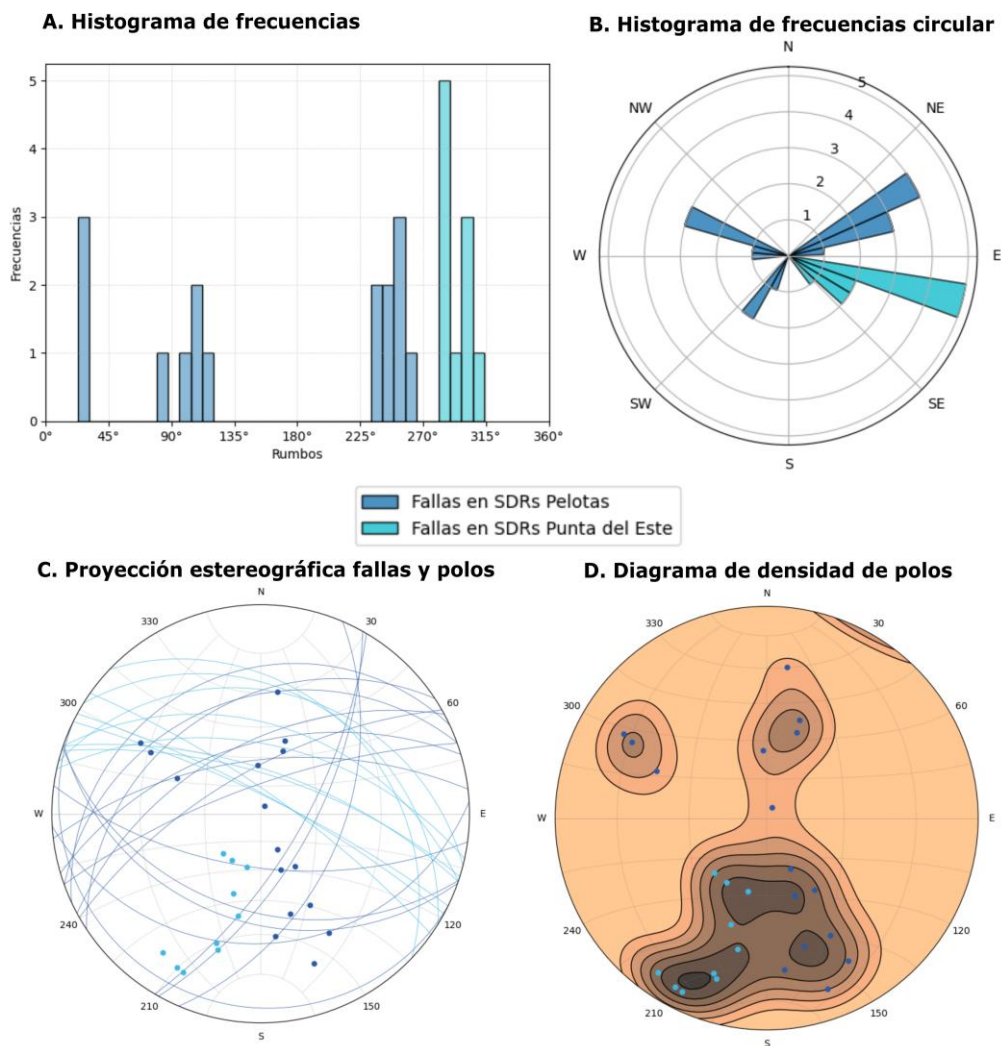 A. Histograma de frecuencias
5
4
3
2
1
0
Frecuencias
0° 45° 90° 135° 180° 225° 270° 315° 360°
Rumbos
B. Histograma de frecuencias circular
N
NW NE
5
4
3
2
1
W E
SW SE
S
Fallas en SDRs Pelotas
Fallas en SDRs Punta del Este
C. Proyección estereográfica fallas y polos
N
330 30
300 60
W E
240 120
210 150
S
D. Diagrama de densidad de polos
N
330 30
300 60
W E
240 120
210 150
S